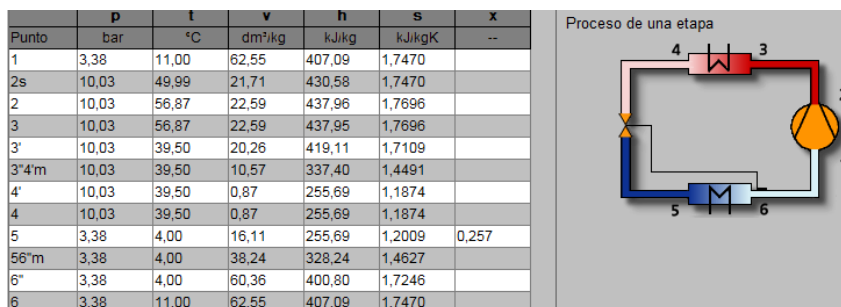 p t v h s x
Punto bar °C dm³/kg kJ/kg kJ/kgK --
1 3,38 11,00 62,55 407,09 1,7470
2s 10,03 49,99 21,71 430,58 1,7470
2 10,03 56,87 22,59 437,96 1,7696
3 10,03 56,87 22,59 437,95 1,7696
3' 10,03 39,50 20,26 419,11 1,7109
3"4'm 10,03 39,50 10,57 337,40 1,4491
4' 10,03 39,50 0,87 255,69 1,1874
4 10,03 39,50 0,87 255,69 1,1874
5 3,38 4,00 16,11 255,69 1,2009 0,257
56"m 3,38 4,00 38,24 328,24 1,4627
6" 3,38 4,00 60,36 400,80 1,7246
6 3,38 11,00 62,55 407,09 1,7470
Proceso de una etapa
4 3
5 6